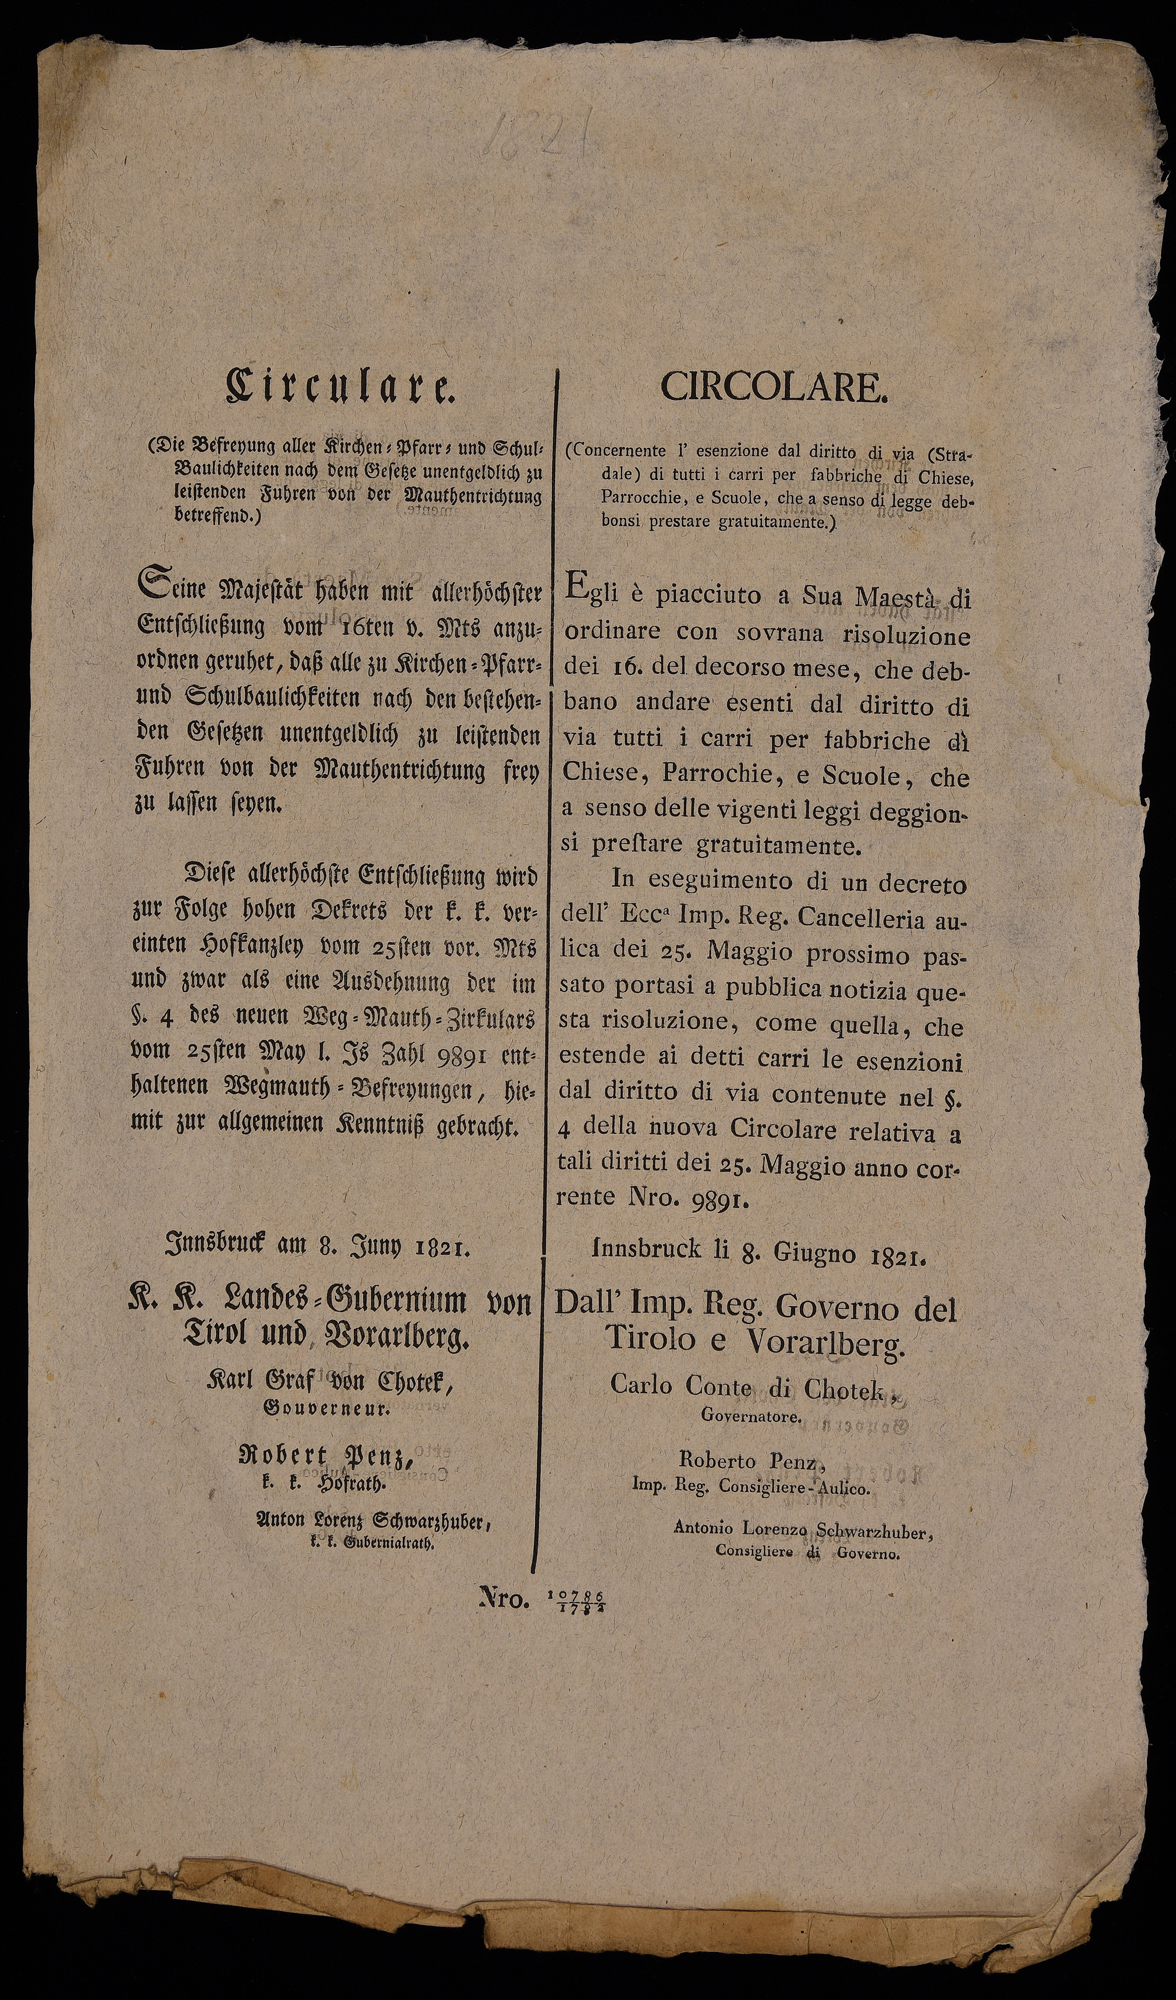 1821
Circulare.
(Die Befreyung aller Kirchen-Pfarr- und Schul-
Baulichkeiten nach dem Gesetze unentgeldlich zu
leistenden Fuhren von der Mauthentrichtung
betreffend.)
Seine Majestät haben mit allerhöchster
Entschließung vom 16ten v. Mts anzu-
ordnen geruhet, daß alle zu Kirchen-Pfarr-
und Schulbaulichkeiten nach den bestehen-
den Gesetzen unentgeldlich zu leistenden
Fuhren von der Mauthentrichtung frey
zu lassen seyen.
Diese allerhöchste Entschließung wird
zur Folge hohen Dekrets der k. k. ver-
einten Hofkanzley vom 25sten vor. Mts
und zwar als eine Ausdehnung der im
§. 4 des neuen Weg-Mauth-Zirkulars
vom 25sten May l. Js Zahl 9891 ent-
haltenen Wegmauth-Befreyungen, hie-
mit zur allgemeinen Kenntniß gebracht.
Innsbruck am 8. Juny 1821.
K. K. Landes-Gubernium von
Tirol und Vorarlberg.
Karl Graf von Chotek,
Gouverneur.
Robert Penz,
k. k. Hofrath.
Anton Lorenz Schwarzhuber,
k. k. Gubernialrath.
CIRCOLARE.
(Concernente l' esenzione dal diritto di via (Stra-
dale) di tutti i carri per fabbriche di Chiese,
Parrocchie, e Scuole, che a senso di legge deb-
bonsi prestare gratuitamente.)
Egli è piacciuto a Sua Maestà di
ordinare con sovrana risoluzione
dei 16. del decorso mese, che deb-
bano andare esenti dal diritto di
via tutti i carri per fabbriche di
Chiese, Parrochie, e Scuole, che
a senso delle vigenti leggi deggion-
si prestare gratuitamente.
In eseguimento di un decreto
dell' Ecca Imp. Reg. Cancelleria au-
lica dei 25. Maggio prossimo pas-
sato portasi a pubblica notizia que-
sta risoluzione, come quella, che
estende ai detti carri le esenzioni
dal diritto di via contenute nel §.
4 della nuova Circolare relativa a
tali diritti dei 25. Maggio anno cor-
rente Nro. 9891.
Innsbruck li 8. Giugno 1821.
Dall' Imp. Reg. Governo del
Tirolo e Vorarlberg.
Carlo Conte di Chotek,
Governatore.
Roberto Penz,
Imp. Reg. Consigliere-Aulico.
Antonio Lorenzo Schwarzhuber,
Consigliere di Governo.
Nro. 10786/1782